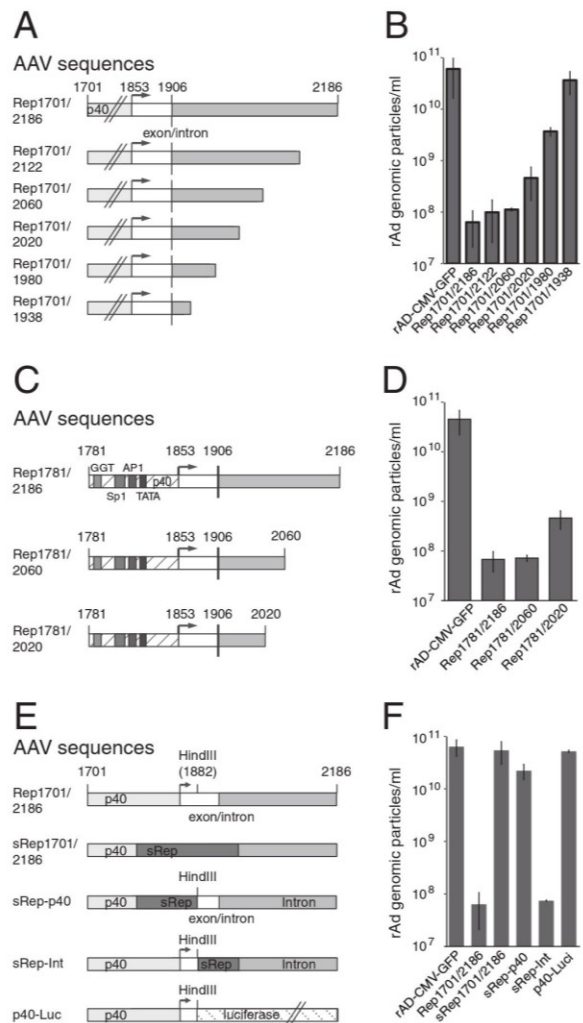 A
AAV sequences
1701 1853 1906 2186
Rep1701/
2186
p40
exon/intron
Rep1701/
2122
Rep1701/
2060
Rep1701/
2020
Rep1701/
1980
Rep1701/
1938
B
rAd genomic particles/ml
10^11
10^10
10^9
10^8
10^7
rAD-CMV-GFP
Rep1701/2186
Rep1701/2122
Rep1701/2060
Rep1701/2020
Rep1701/1980
Rep1701/1938
C
AAV sequences
1781 1853 1906 2186
GGT AP1
Rep1781/
2186
p40
Sp1 TATA
1781 1853 1906 2060
Rep1781/
2060
1781 1853 1906 2020
Rep1781/
2020
D
rAd genomic particles/ml
10^11
10^10
10^9
10^8
10^7
rAD-CMV-GFP
Rep1781/2186
Rep1781/2060
Rep1781/2020
E
AAV sequences
HindIII
1701 (1882) 2186
Rep1701/
2186
p40
exon/intron
sRep1701/
2186
p40 sRep
HindIII
sRep-p40
p40 sRep Intron
exon/intron
HindIII
sRep-Int
p40 sRep Intron
HindIII
p40-Luc
p40 luciferase
F
rAd genomic particles/ml
10^11
10^10
10^9
10^8
10^7
rAD-CMV-GFP
Rep1701/2186
sRep1701/2186
sRep-p40
sRep-Int
p40-Luci